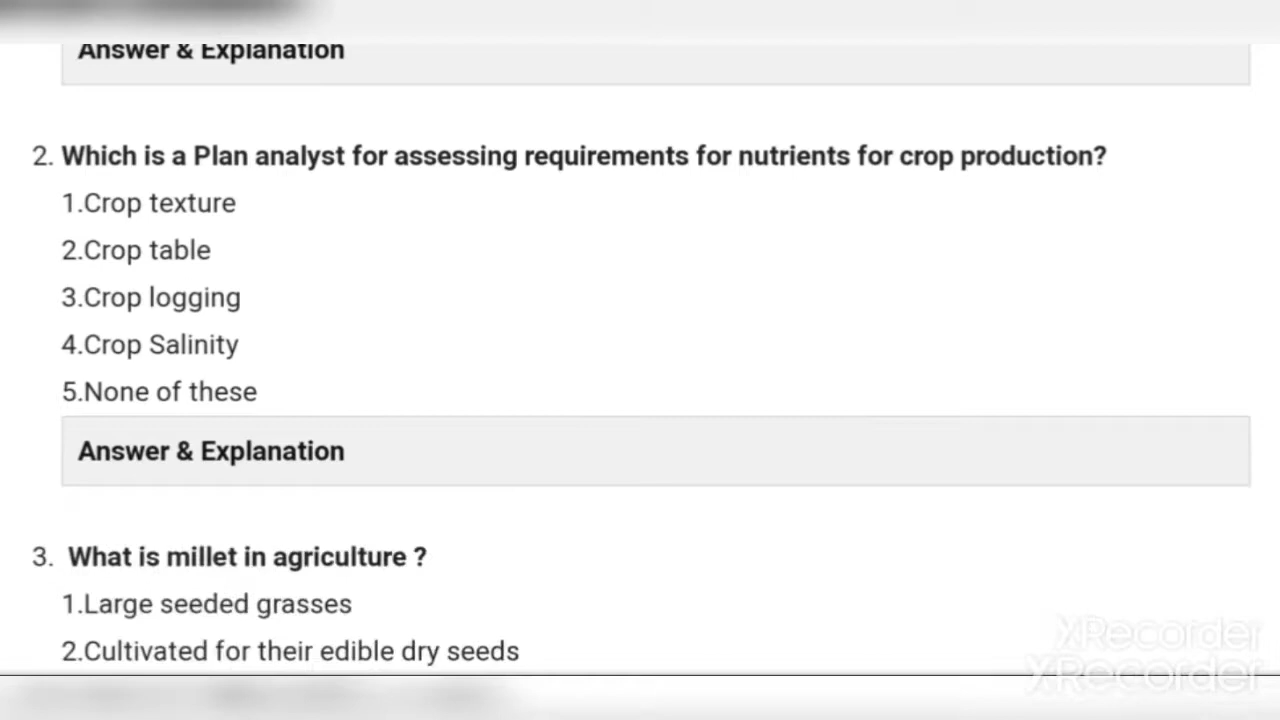 Answer & Explanation
2. Which is a Plan analyst for assessing requirements for nutrients for crop production?
1.Crop texture
2.Crop table
3.Crop logging
4.Crop Salinity
5.None of these
Answer & Explanation
3. What is millet in agriculture ?
1.Large seeded grasses
2.Cultivated for their edible dry seeds
XRecorder
XRecorder